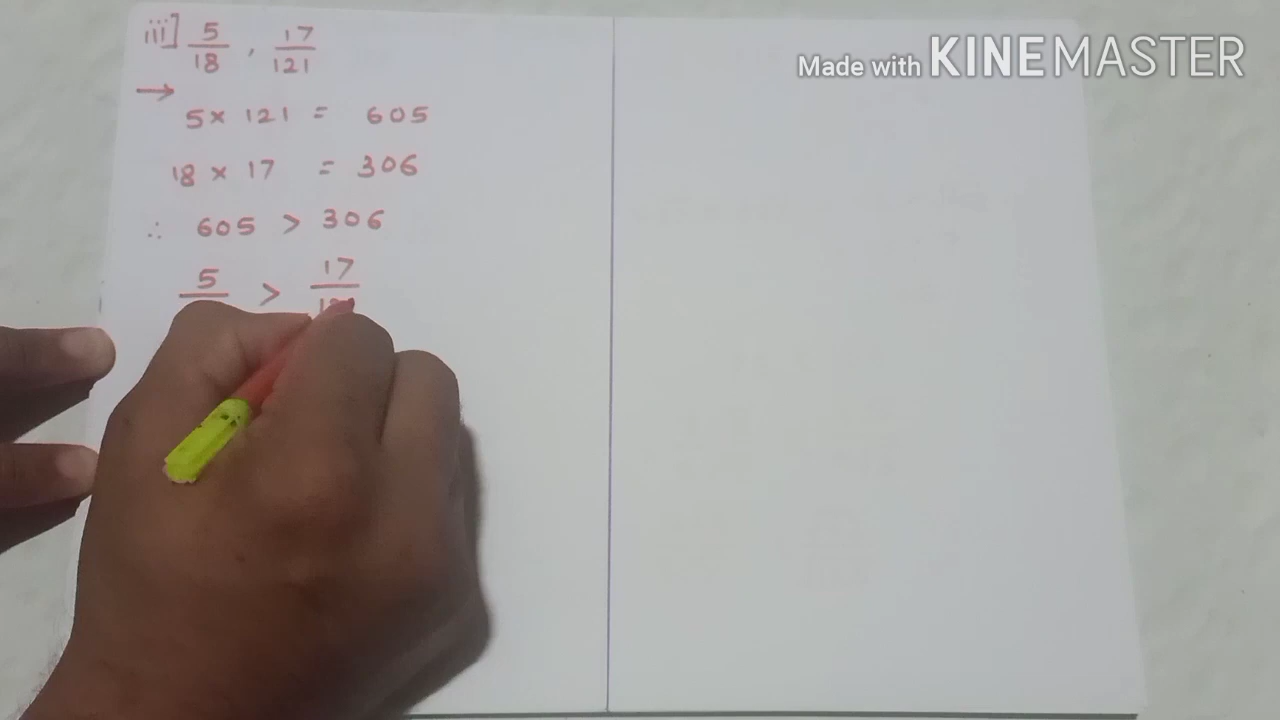 iii] 5/18 , 17/121
→
5 × 121 = 605
18 × 17 = 306
∴ 605 > 306
5 > 17
Made with KINEMASTER